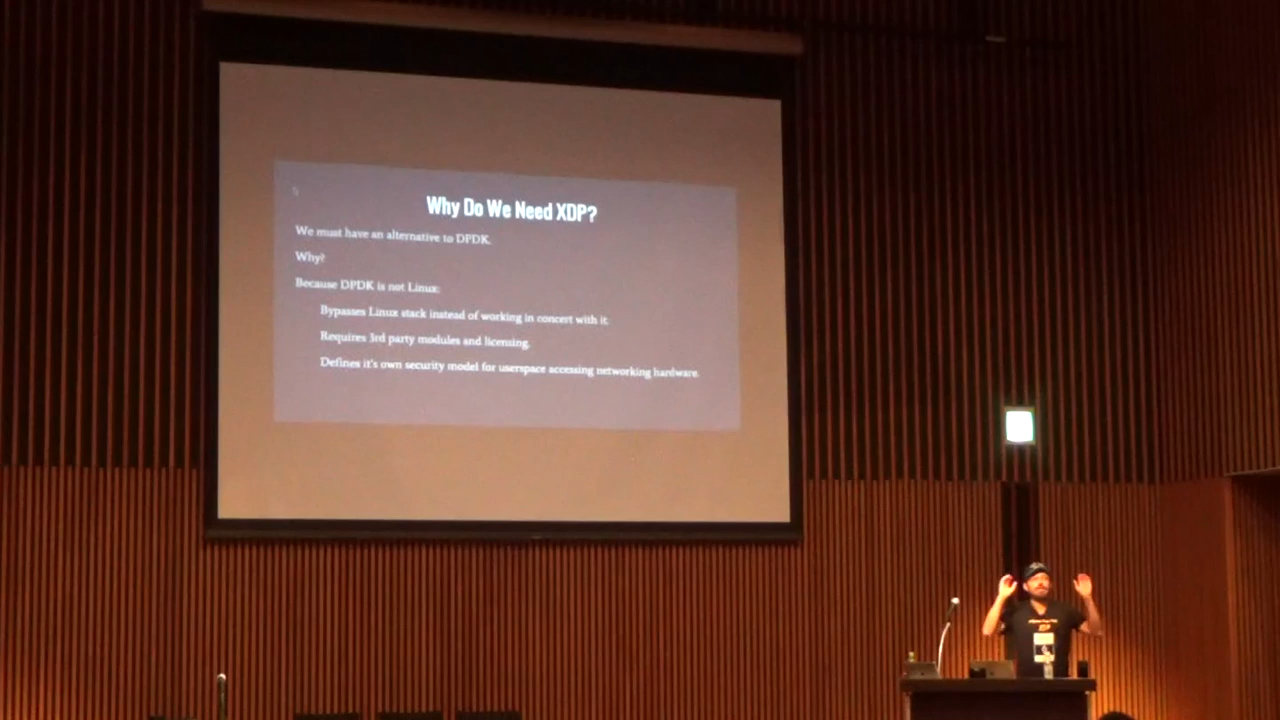 Why Do We Need XDP?
We must have an alternative to DPDK.
Why?
Because DPDK is not Linux:
Bypasses Linux stack instead of working in concert with it.
Requires 3rd party modules and licensing.
Defines it's own security model for userspace accessing networking hardware.
XDP